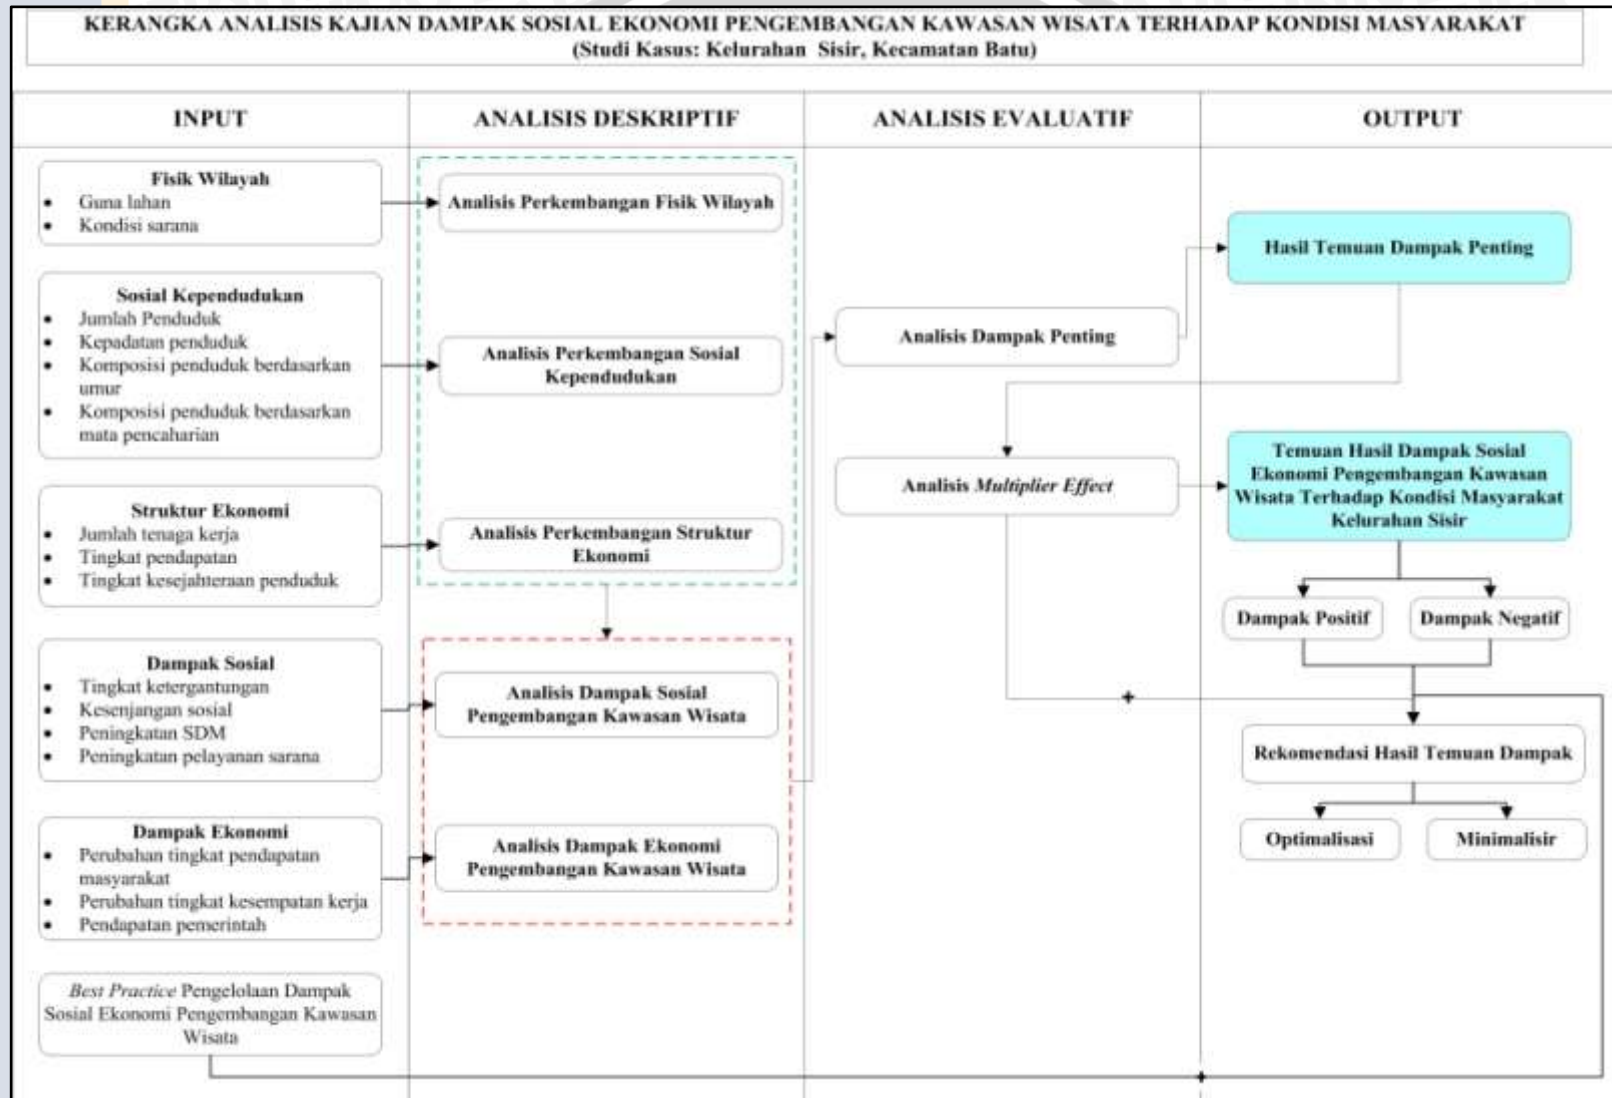 KERANGKA ANALISIS KAJIAN DAMPAK SOSIAL EKONOMI PENGEMBANGAN KAWASAN WISATA TERHADAP KONDISI MASYARAKAT
(Studi Kasus: Kelurahan Sisir, Kecamatan Batu)
INPUT
Fisik Wilayah
• Guna lahan
• Kondisi sarana
Sosial Kependudukan
• Jumlah Penduduk
• Kepadatan penduduk
• Komposisi penduduk berdasarkan
umur
• Komposisi penduduk berdasarkan
mata pencaharian
Struktur Ekonomi
• Jumlah tenaga kerja
• Tingkat pendapatan
• Tingkat kesejahteraan penduduk
Dampak Sosial
• Tingkat ketergantungan
• Kesenjangan sosial
• Peningkatan SDM
• Peningkatan pelayanan sarana
Dampak Ekonomi
• Perubahan tingkat pendapatan
masyarakat
• Perubahan tingkat kesempatan kerja
• Pendapatan pemerintah
Best Practice Pengelolaan Dampak
Sosial Ekonomi Pengembangan Kawasan
Wisata
ANALISIS DESKRIPTIF
Analisis Perkembangan Fisik Wilayah
Analisis Perkembangan Sosial
Kependudukan
Analisis Perkembangan Struktur
Ekonomi
Analisis Dampak Sosial
Pengembangan Kawasan Wisata
Analisis Dampak Ekonomi
Pengembangan Kawasan Wisata
ANALISIS EVALUATIF
Analisis Dampak Penting
Analisis Multiplier Effect
OUTPUT
Hasil Temuan Dampak Penting
Temuan Hasil Dampak Sosial
Ekonomi Pengembangan Kawasan
Wisata Terhadap Kondisi Masyarakat
Kelurahan Sisir
Dampak Positif
Dampak Negatif
Rekomendasi Hasil Temuan Dampak
Optimalisasi
Minimalisir